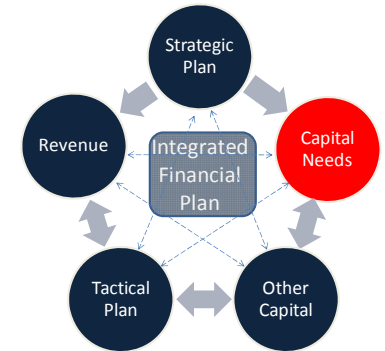 Strategic
Plan
Revenue
Integrated
Financial
Plan
Capital
Needs
Tactical
Plan
Other
Capital